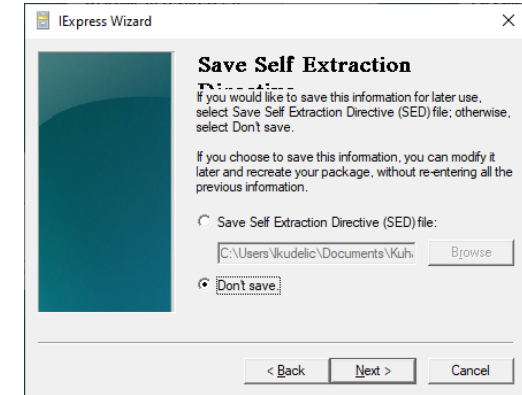 IExpress Wizard
Save Self Extraction
Directive
If you would like to save this information for later use,
select Save Self Extraction Directive (SED) file; otherwise,
select Don't save.
If you choose to save this information, you can modify it
later and recreate your package, without re-entering all the
previous information.
Save Self Extraction Directive (SED) file:
C:\Users\lkudelic\Documents\Kuh
Browse
Don't save.
< Back
Next >
Cancel